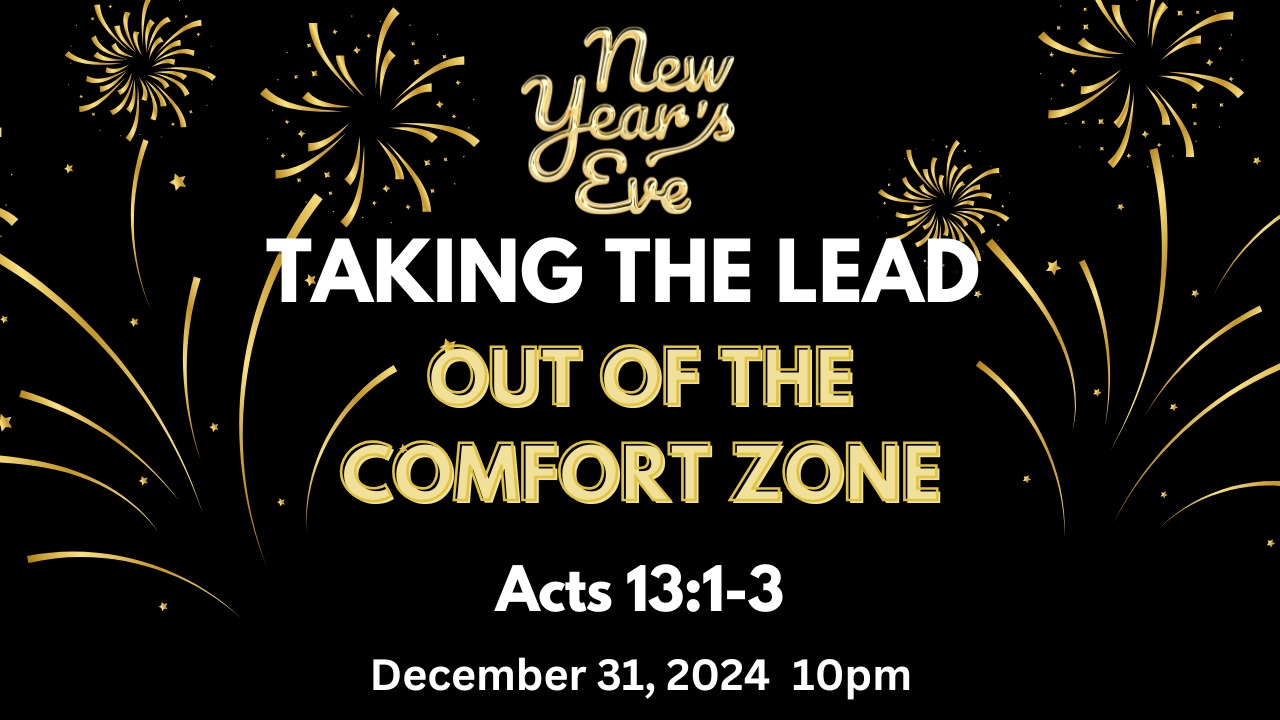 New
Year's
Eve
TAKING THE LEAD
OUT OF THE
COMFORT ZONE
Acts 13:1-3
December 31, 2024 10pm